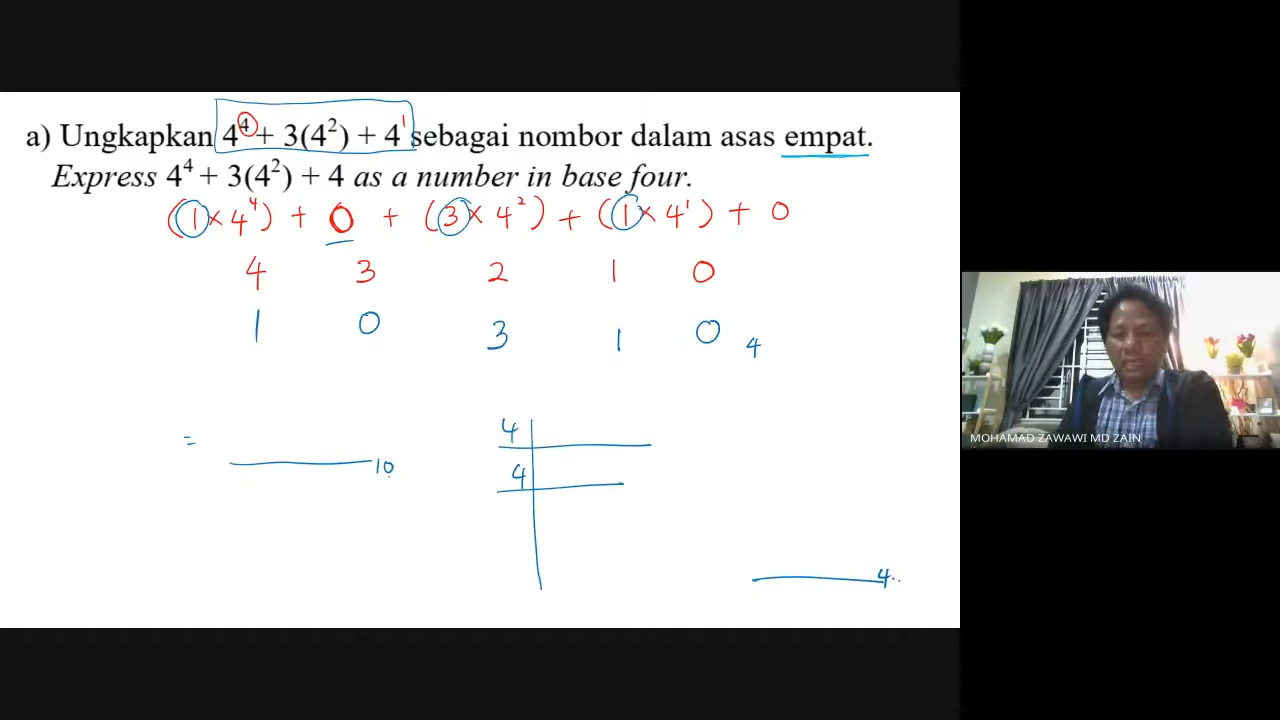 a) Ungkapkan 4⁴ + 3(4²) + 4¹ sebagai nombor dalam asas empat.
Express 4⁴ + 3(4²) + 4 as a number in base four.
(1 × 4⁴) + 0 + (3 × 4²) + (1 × 4¹) + 0
4 3 2 1 0
1 0 3 1 0 ₄
= ₁₀
4
4
4
MOHAMAD ZAWAWI MD ZAIN